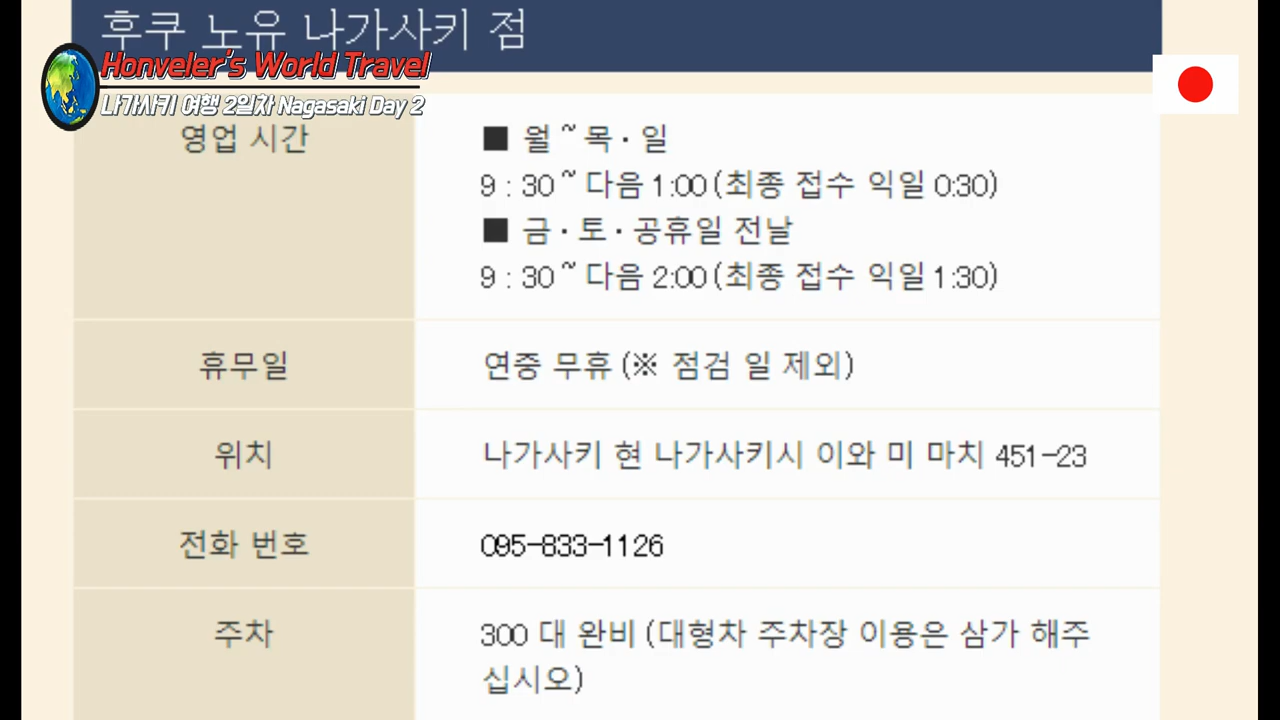 후쿠 노유 나가사키 점
Honveler's World Travel
나가사키 여행 2일차 Nagasaki Day 2
영업 시간
■ 월 ~ 목 · 일
9 : 30 ~ 다음 1:00 (최종 접수 익일 0:30)
■ 금 · 토 · 공휴일 전날
9 : 30 ~ 다음 2:00 (최종 접수 익일 1:30)
휴무일
연중 무휴 (※ 점검 일 제외)
위치
나가사키 현 나가사키시 이와 미 마치 451-23
전화 번호
095-833-1126
주차
300 대 완비 (대형차 주차장 이용은 삼가 해주
십시오)